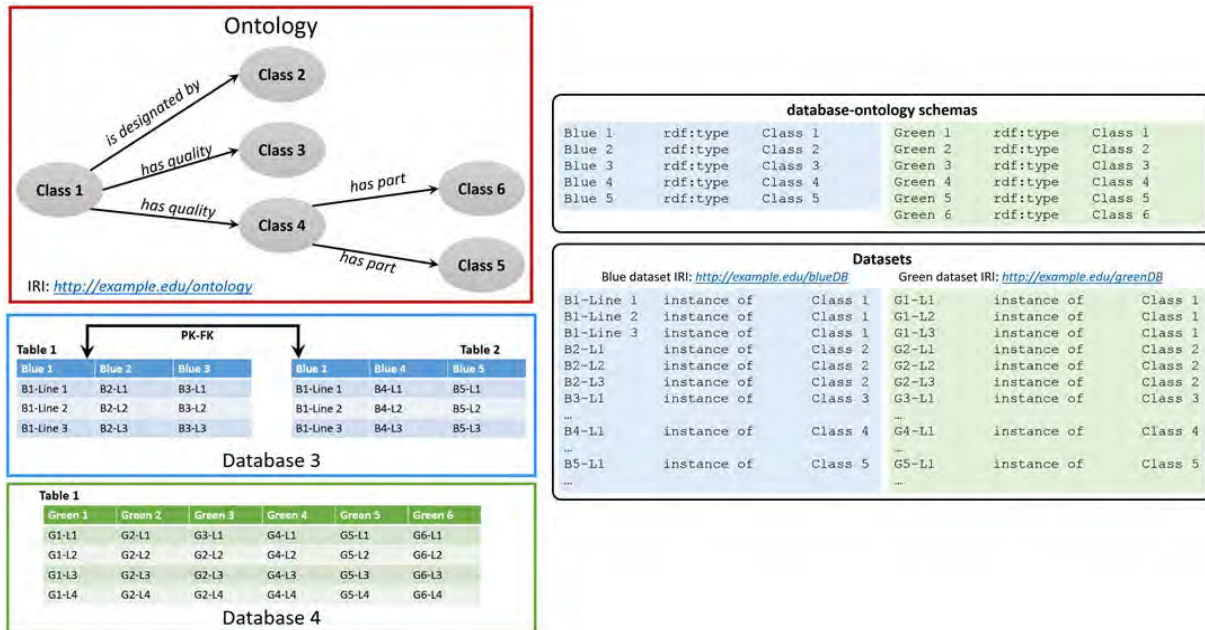 Ontology
Class 2
is designated by
Class 3
has quality
Class 1
has part
Class 6
has quality
Class 4
has part
Class 5
IRI: http://example.edu/ontology
PK-FK
Table 1
Blue 1 Blue 2 Blue 3
B1-Line 1 B2-L1 B3-L1
B1-Line 2 B2-L2 B3-L2
B1-Line 3 B2-L3 B3-L3
Table 2
Blue 1 Blue 4 Blue 5
B1-Line 1 B4-L1 B5-L1
B1-Line 2 B4-L2 B5-L2
B1-Line 3 B4-L3 B5-L3
Database 3
Table 1
Green 1 Green 2 Green 3 Green 4 Green 5 Green 6
G1-L1 G2-L1 G3-L1 G4-L1 G5-L1 G6-L1
G1-L2 G2-L2 G2-L2 G4-L2 G5-L2 G6-L2
G1-L3 G2-L3 G2-L3 G4-L3 G5-L3 G6-L3
G1-L4 G2-L4 G2-L4 G4-L4 G5-L4 G6-L4
Database 4
database-ontology schemas
Blue 1 rdf:type Class 1
Blue 2 rdf:type Class 2
Blue 3 rdf:type Class 3
Blue 4 rdf:type Class 4
Blue 5 rdf:type Class 5
Green 1 rdf:type Class 1
Green 2 rdf:type Class 2
Green 3 rdf:type Class 3
Green 4 rdf:type Class 4
Green 5 rdf:type Class 5
Green 6 rdf:type Class 6
Datasets
Blue dataset IRI: http://example.edu/blueDB
B1-Line 1 instance of Class 1
B1-Line 2 instance of Class 1
B1-Line 3 instance of Class 1
B2-L1 instance of Class 2
B2-L2 instance of Class 2
B2-L3 instance of Class 2
B3-L1 instance of Class 3
…
B4-L1 instance of Class 4
…
B5-L1 instance of Class 5
…
Green dataset IRI: http://example.edu/greenDB
G1-L1 instance of Class 1
G1-L2 instance of Class 1
G1-L3 instance of Class 1
G2-L1 instance of Class 2
G2-L2 instance of Class 2
G2-L3 instance of Class 2
G3-L1 instance of Class 3
…
G4-L1 instance of Class 4
…
G5-L1 instance of Class 5
…